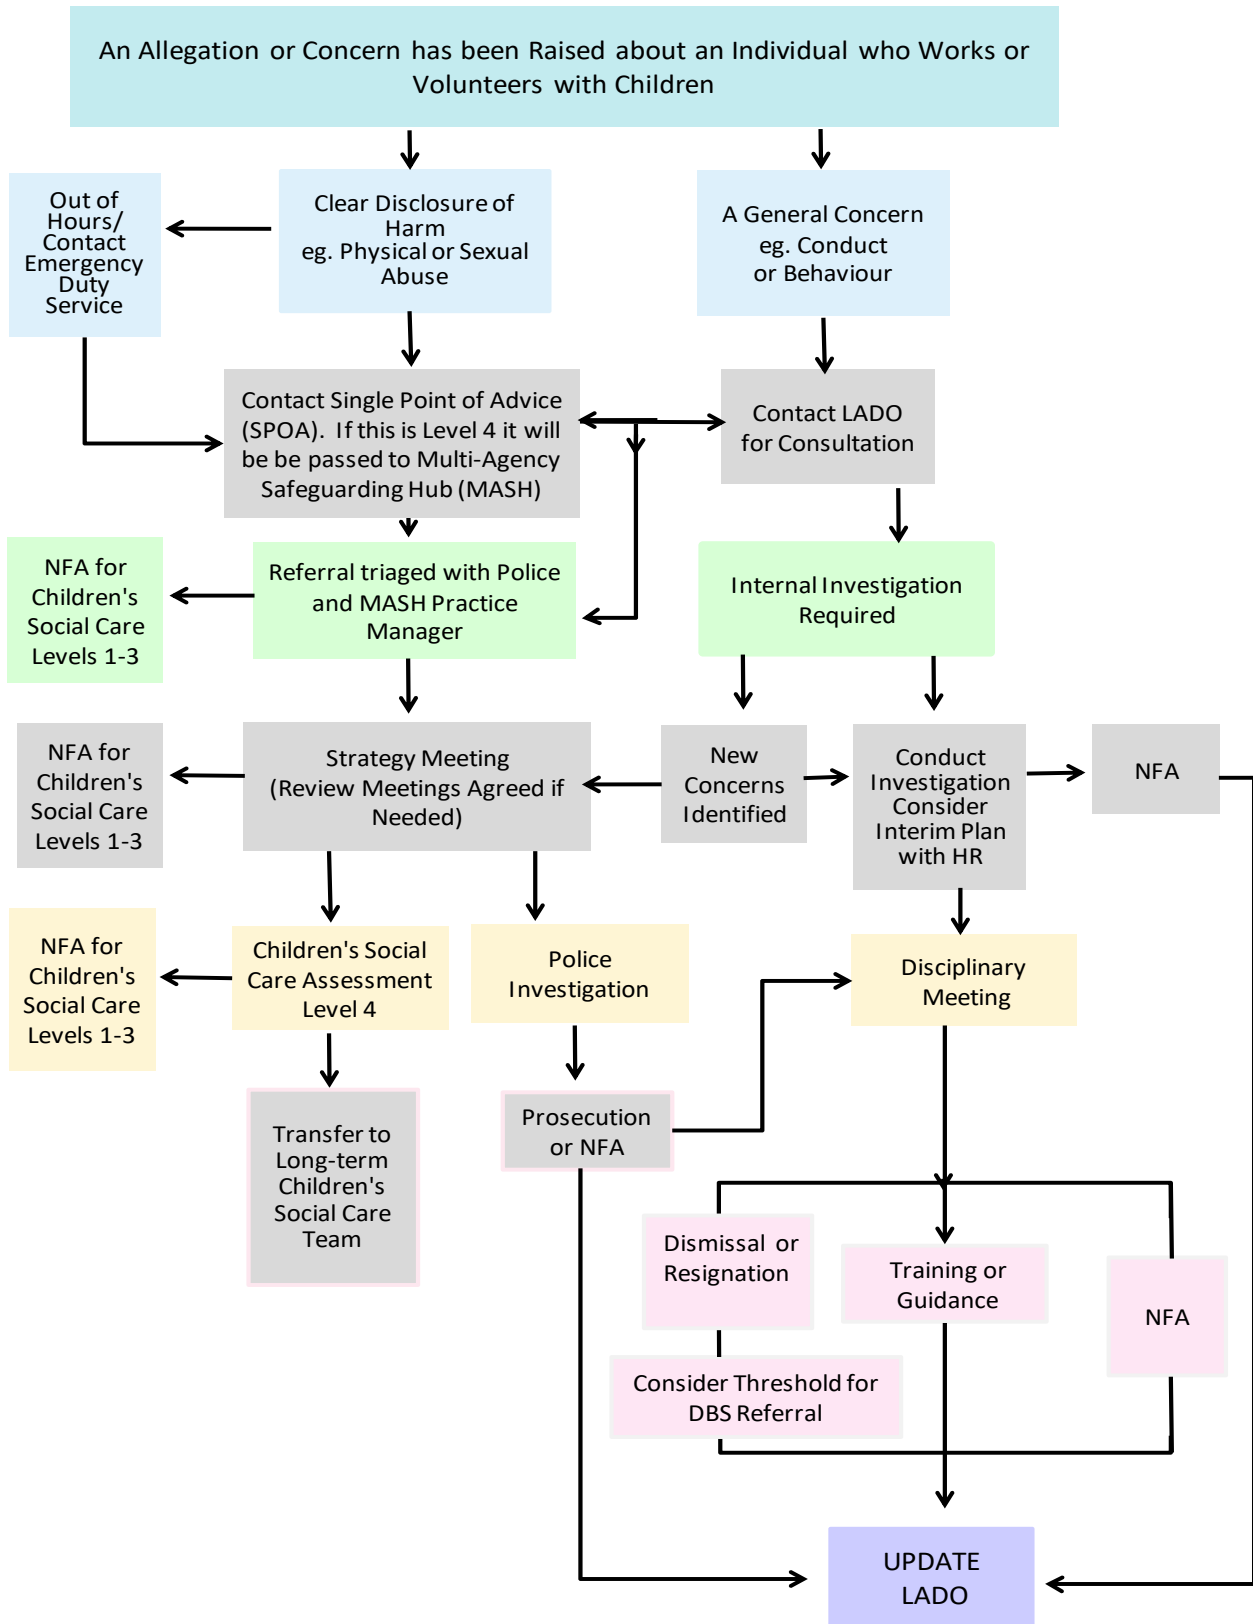 An Allegation or Concern has been Raised about an Individual who Works or
Volunteers with Children
Out of
Hours/
Contact
Emergency
Duty
Service
Clear Disclosure of
Harm
eg. Physical or Sexual
Abuse
A General Concern
eg. Conduct
or Behaviour
Contact Single Point of Advice
(SPOA). If this is Level 4 it will
be be passed to Multi-Agency
Safeguarding Hub (MASH)
Contact LADO
for Consultation
NFA for
Children's
Social Care
Levels 1-3
Referral triaged with Police
and MASH Practice
Manager
Internal Investigation
Required
NFA for
Children's
Social Care
Levels 1-3
Strategy Meeting
(Review Meetings Agreed if
Needed)
New
Concerns
Identified
Conduct
Investigation
Consider
Interim Plan
with HR
NFA
NFA for
Children's
Social Care
Levels 1-3
Children's Social
Care Assessment
Level 4
Police
Investigation
Disciplinary
Meeting
Transfer to
Long-term
Children's
Social Care
Team
Prosecution
or NFA
Dismissal or
Resignation
Training or
Guidance
NFA
Consider Threshold for
DBS Referral
UPDATE
LADO